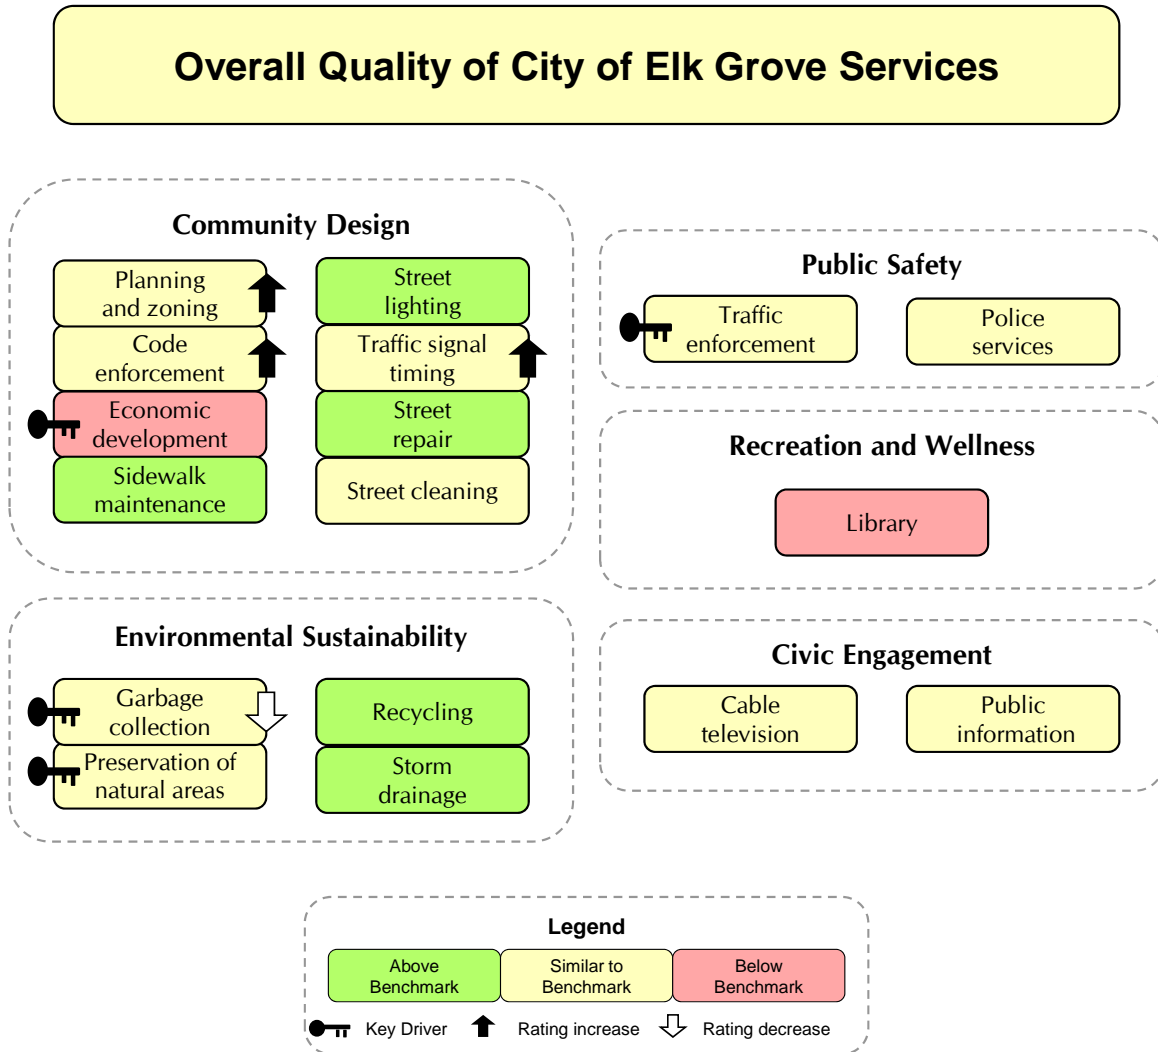 Overall Quality of City of Elk Grove Services
Community Design
Planning
and zoning
Code
enforcement
Economic
development
Sidewalk
maintenance
Street
lighting
Traffic signal
timing
Street
repair
Street cleaning
Public Safety
Traffic
enforcement
Police
services
Recreation and Wellness
Library
Environmental Sustainability
Garbage
collection
Preservation of
natural areas
Recycling
Storm
drainage
Civic Engagement
Cable
television
Public
information
Legend
Above
Benchmark
Similar to
Benchmark
Below
Benchmark
Key Driver
Rating increase
Rating decrease